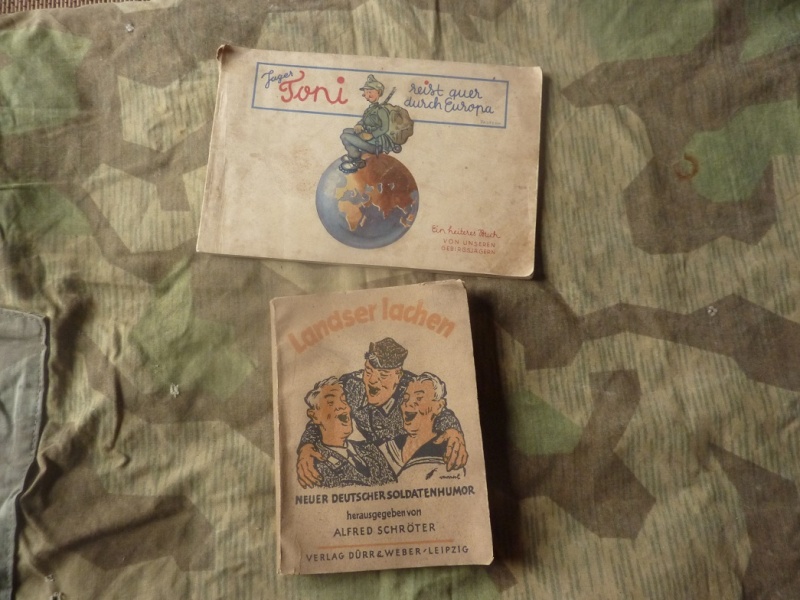 Jäger
Toni
reist quer
durch Europa
Ein heiteres Buch
VON UNSEREN
GEBIRGSJÄGERN
Landser lachen
NEUER DEUTSCHER SOLDATENHUMOR
herausgegeben von
ALFRED SCHRÖTER
VERLAG DÜRR & WEBER · LEIPZIG